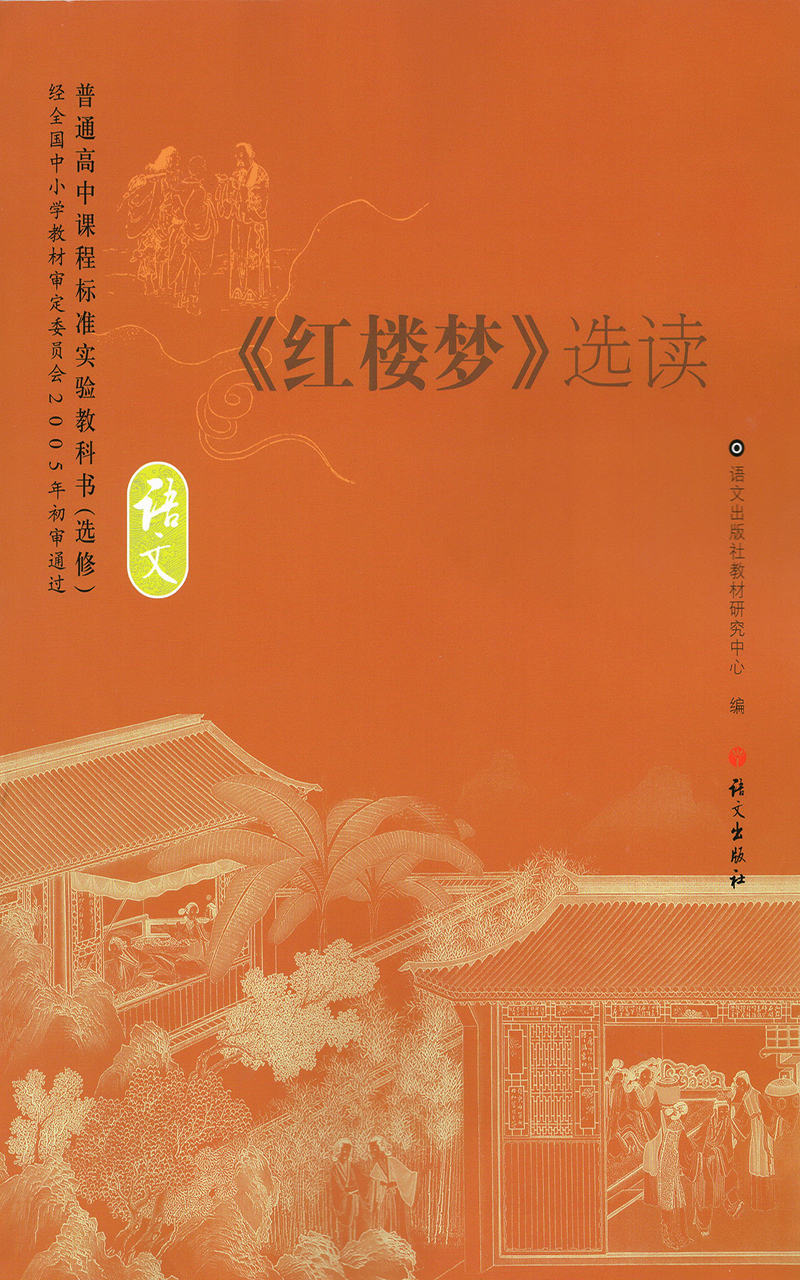 普通高中课程标准实验教科书(选修)
经全国中小学教材审定委员会2005年初审通过
《红楼梦》选读
语文
语文出版社教材研究中心 编
语文出版社